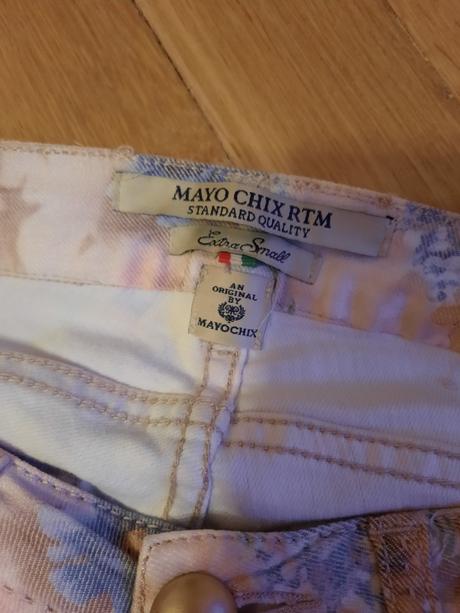 MAYO CHIX RTM
STANDARD QUALITY
Extra Small
AN
ORIGINAL
BY
MAYOCHIX